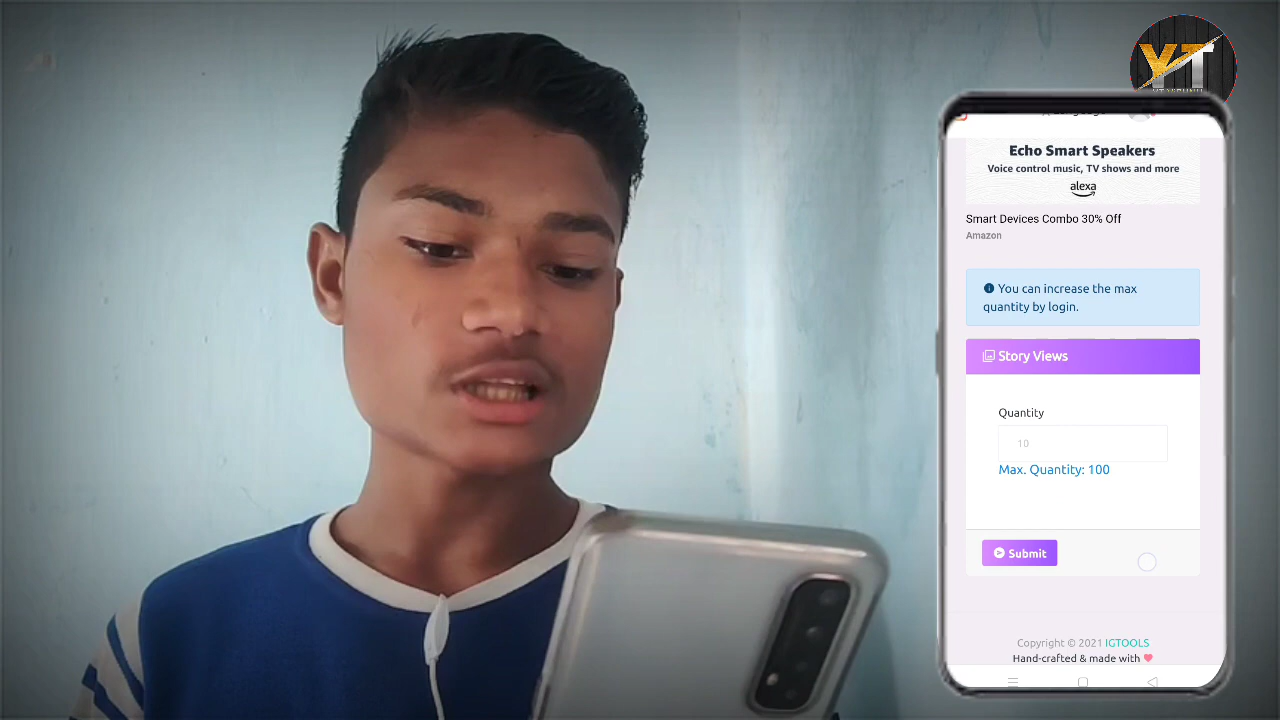 YT
Echo Smart Speakers
Voice control music, TV shows and more
alexa
Smart Devices Combo 30% Off
Amazon
You can increase the max
quantity by login.
Story Views
Quantity
10
Max. Quantity: 100
Submit
Copyright © 2021 IGTOOLS
Hand-crafted & made with